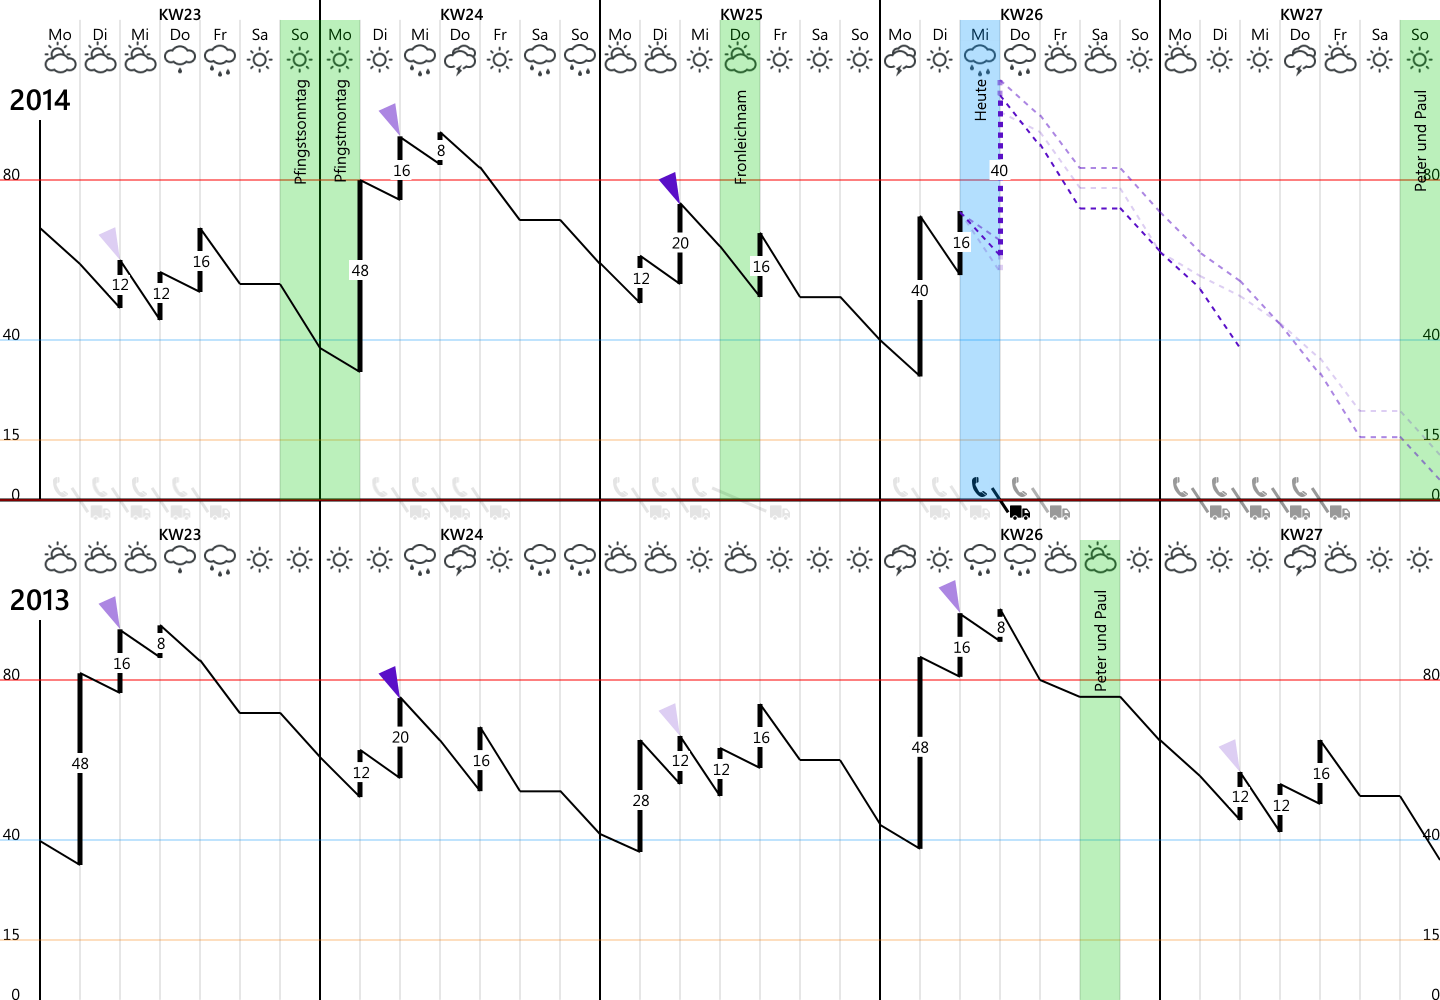 KW23 KW24 KW25 KW26 KW27
Mo Di Mi Do Fr Sa So Mo Di Mi Do Fr Sa So Mo Di Mi Do Fr Sa So Mo Di Mi Do Fr Sa So Mo Di Mi Do Fr Sa So
2014
Pfingstsonntag
Pfingstmontag
Fronleichnam
Heute
Peter und Paul
80 80
40 40
15 15
0 0
12 12 16 48 16 8 12 20 16 40 16 40
KW23 KW24 KW26 KW27
2013
Peter und Paul
80 80
40 40
15 15
0 0
48 16 8 12 20 16 28 12 12 16 48 16 8 12 12 16